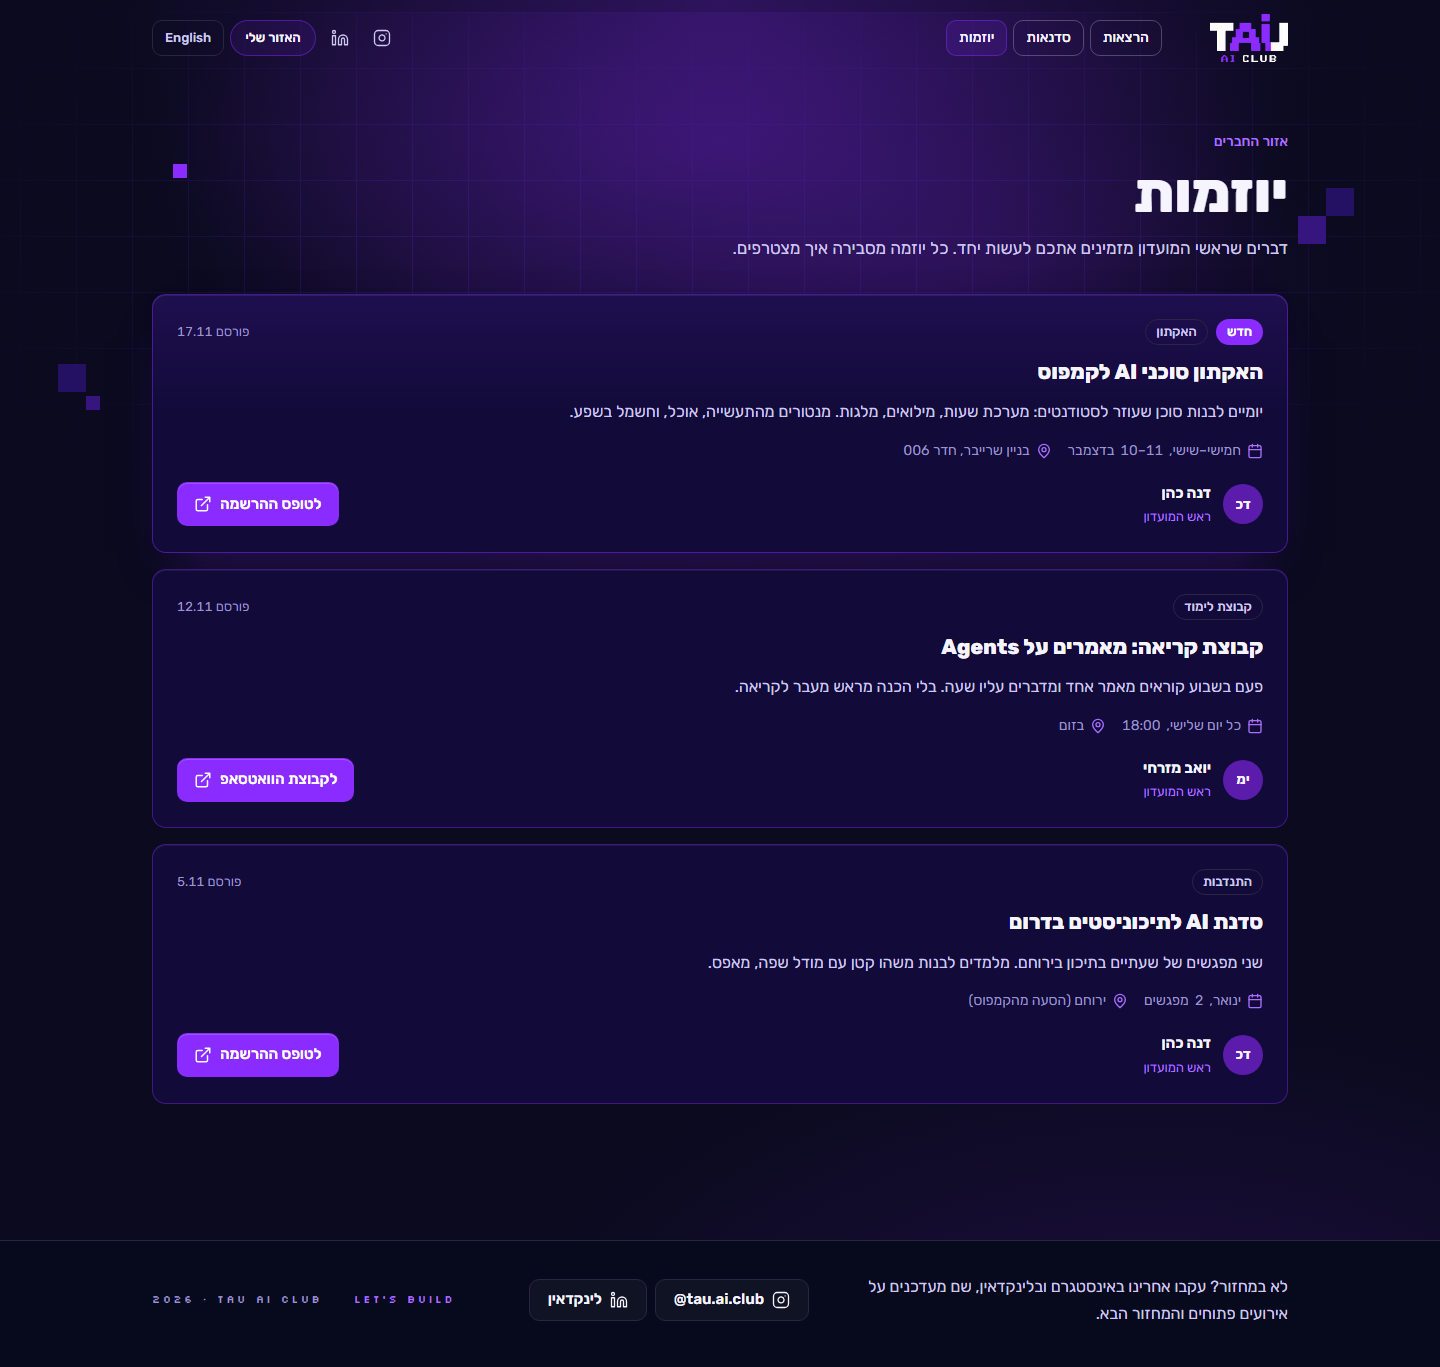 TAU
AI CLUB
הרצאות
סדנאות
יוזמות
האזור שלי
English
אזור החברים
יוזמות
דברים שראשי המועדון מזמינים אתכם לעשות יחד. כל יוזמה מסבירה איך מצטרפים.
חדש
האקתון
פורסם 17.11
האקתון סוכני AI לקמפוס
יומיים לבנות סוכן שעוזר לסטודנטים: מערכת שעות, מילואים, מלגות. מנטורים מהתעשייה, אוכל, וחשמל בשפע.
חמישי-שישי, 10-11 בדצמבר
בניין שרייבר, חדר 006
דכ
דנה כהן
ראש המועדון
לטופס ההרשמה
קבוצת לימוד
פורסם 12.11
קבוצת קריאה: מאמרים על Agents
פעם בשבוע קוראים מאמר אחד ומדברים עליו שעה. בלי הכנה מראש מעבר לקריאה.
כל יום שלישי, 18:00
בזום
ימ
יואב מזרחי
ראש המועדון
לקבוצת הוואטסאפ
התנדבות
פורסם 5.11
סדנת AI לתיכוניסטים בדרום
שני מפגשים של שעתיים בתיכון בירוחם. מלמדים לבנות משהו קטן עם מודל שפה, מאפס.
ינואר, 2 מפגשים
ירוחם (הסעה מהקמפוס)
דכ
דנה כהן
ראש המועדון
לטופס ההרשמה
לא במחזור? עקבו אחרינו באינסטגרם ובלינקדאין, שם מעדכנים על
אירועים פתוחים והמחזור הבא.
@tau.ai.club
לינקדאין
LET'S BUILD
2026 · TAU AI CLUB